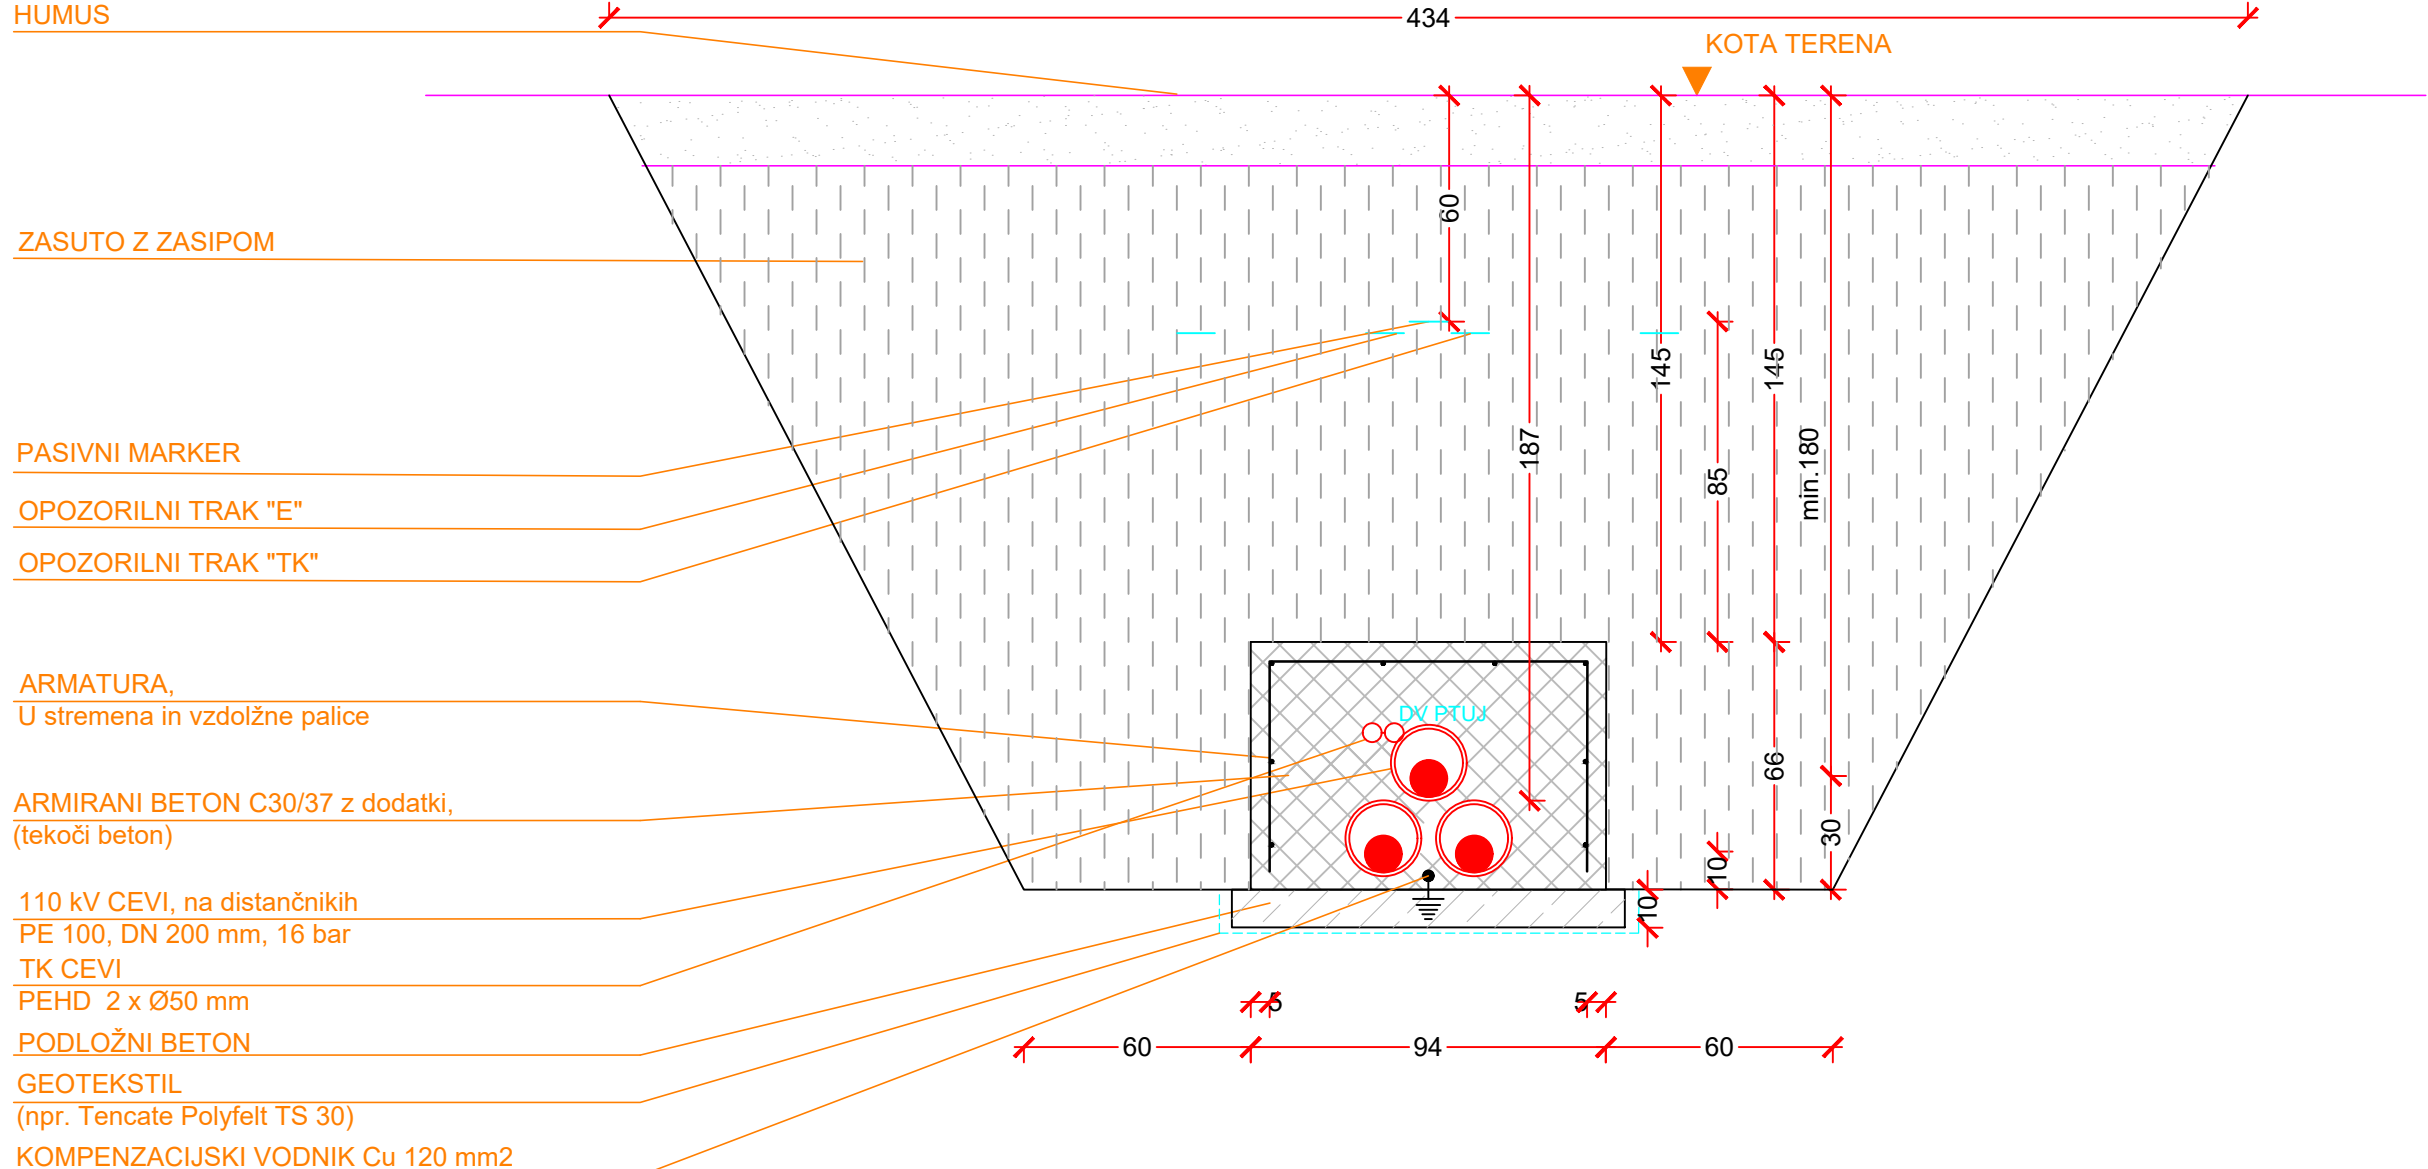 HUMUS
434
KOTA TERENA
60
ZASUTO Z ZASIPOM
145
145
187
85
min.180
PASIVNI MARKER
OPOZORILNI TRAK "E"
OPOZORILNI TRAK "TK"
ARMATURA,
U stremena in vzdolžne palice
DV PTUJ
66
ARMIRANI BETON C30/37 z dodatki,
(tekoči beton)
30
10
110 kV CEVI, na distančnikih
PE 100, DN 200 mm, 16 bar
10
TK CEVI
PEHD 2 x Ø50 mm
5
5
PODLOŽNI BETON
60
94
60
GEOTEKSTIL
(npr. Tencate Polyfelt TS 30)
KOMPENZACIJSKI VODNIK Cu 120 mm2